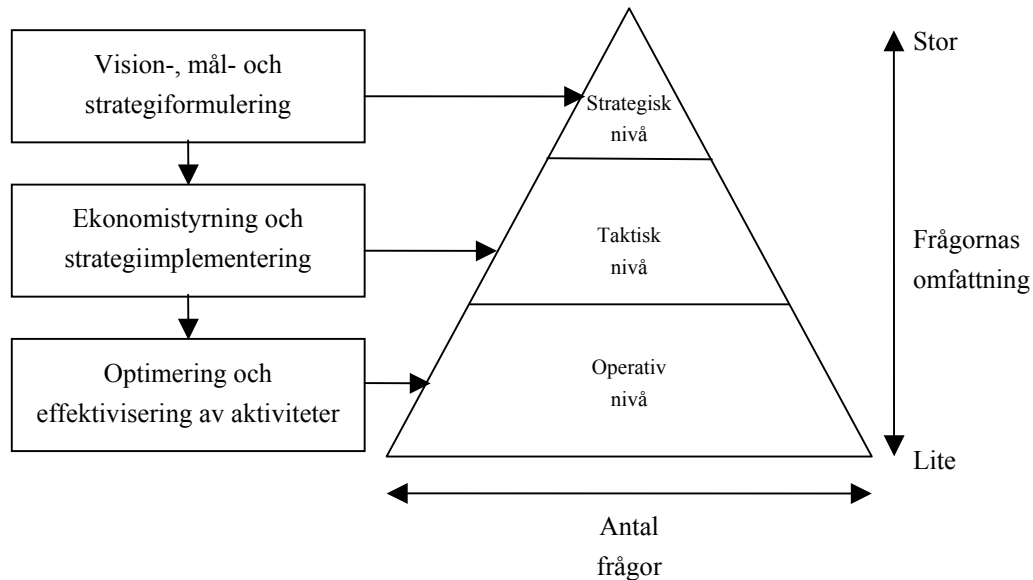 Vision-, mål- och
strategiformulering
Ekonomistyrning och
strategiimplementering
Optimering och
effektivisering av aktiviteter
Strategisk
nivå
Taktisk
nivå
Operativ
nivå
Stor
Frågornas
omfattning
Lite
Antal
frågor